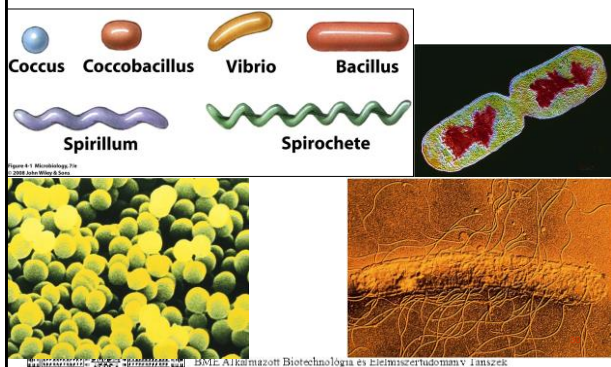 Coccus Coccobacillus Vibrio Bacillus
Spirillum Spirochete
Figure 4-1 Microbiology, 7/e
© 2008 John Wiley & Sons
BME Alkalmazott Biotechnológia és Élelmiszertudomány Tanszék